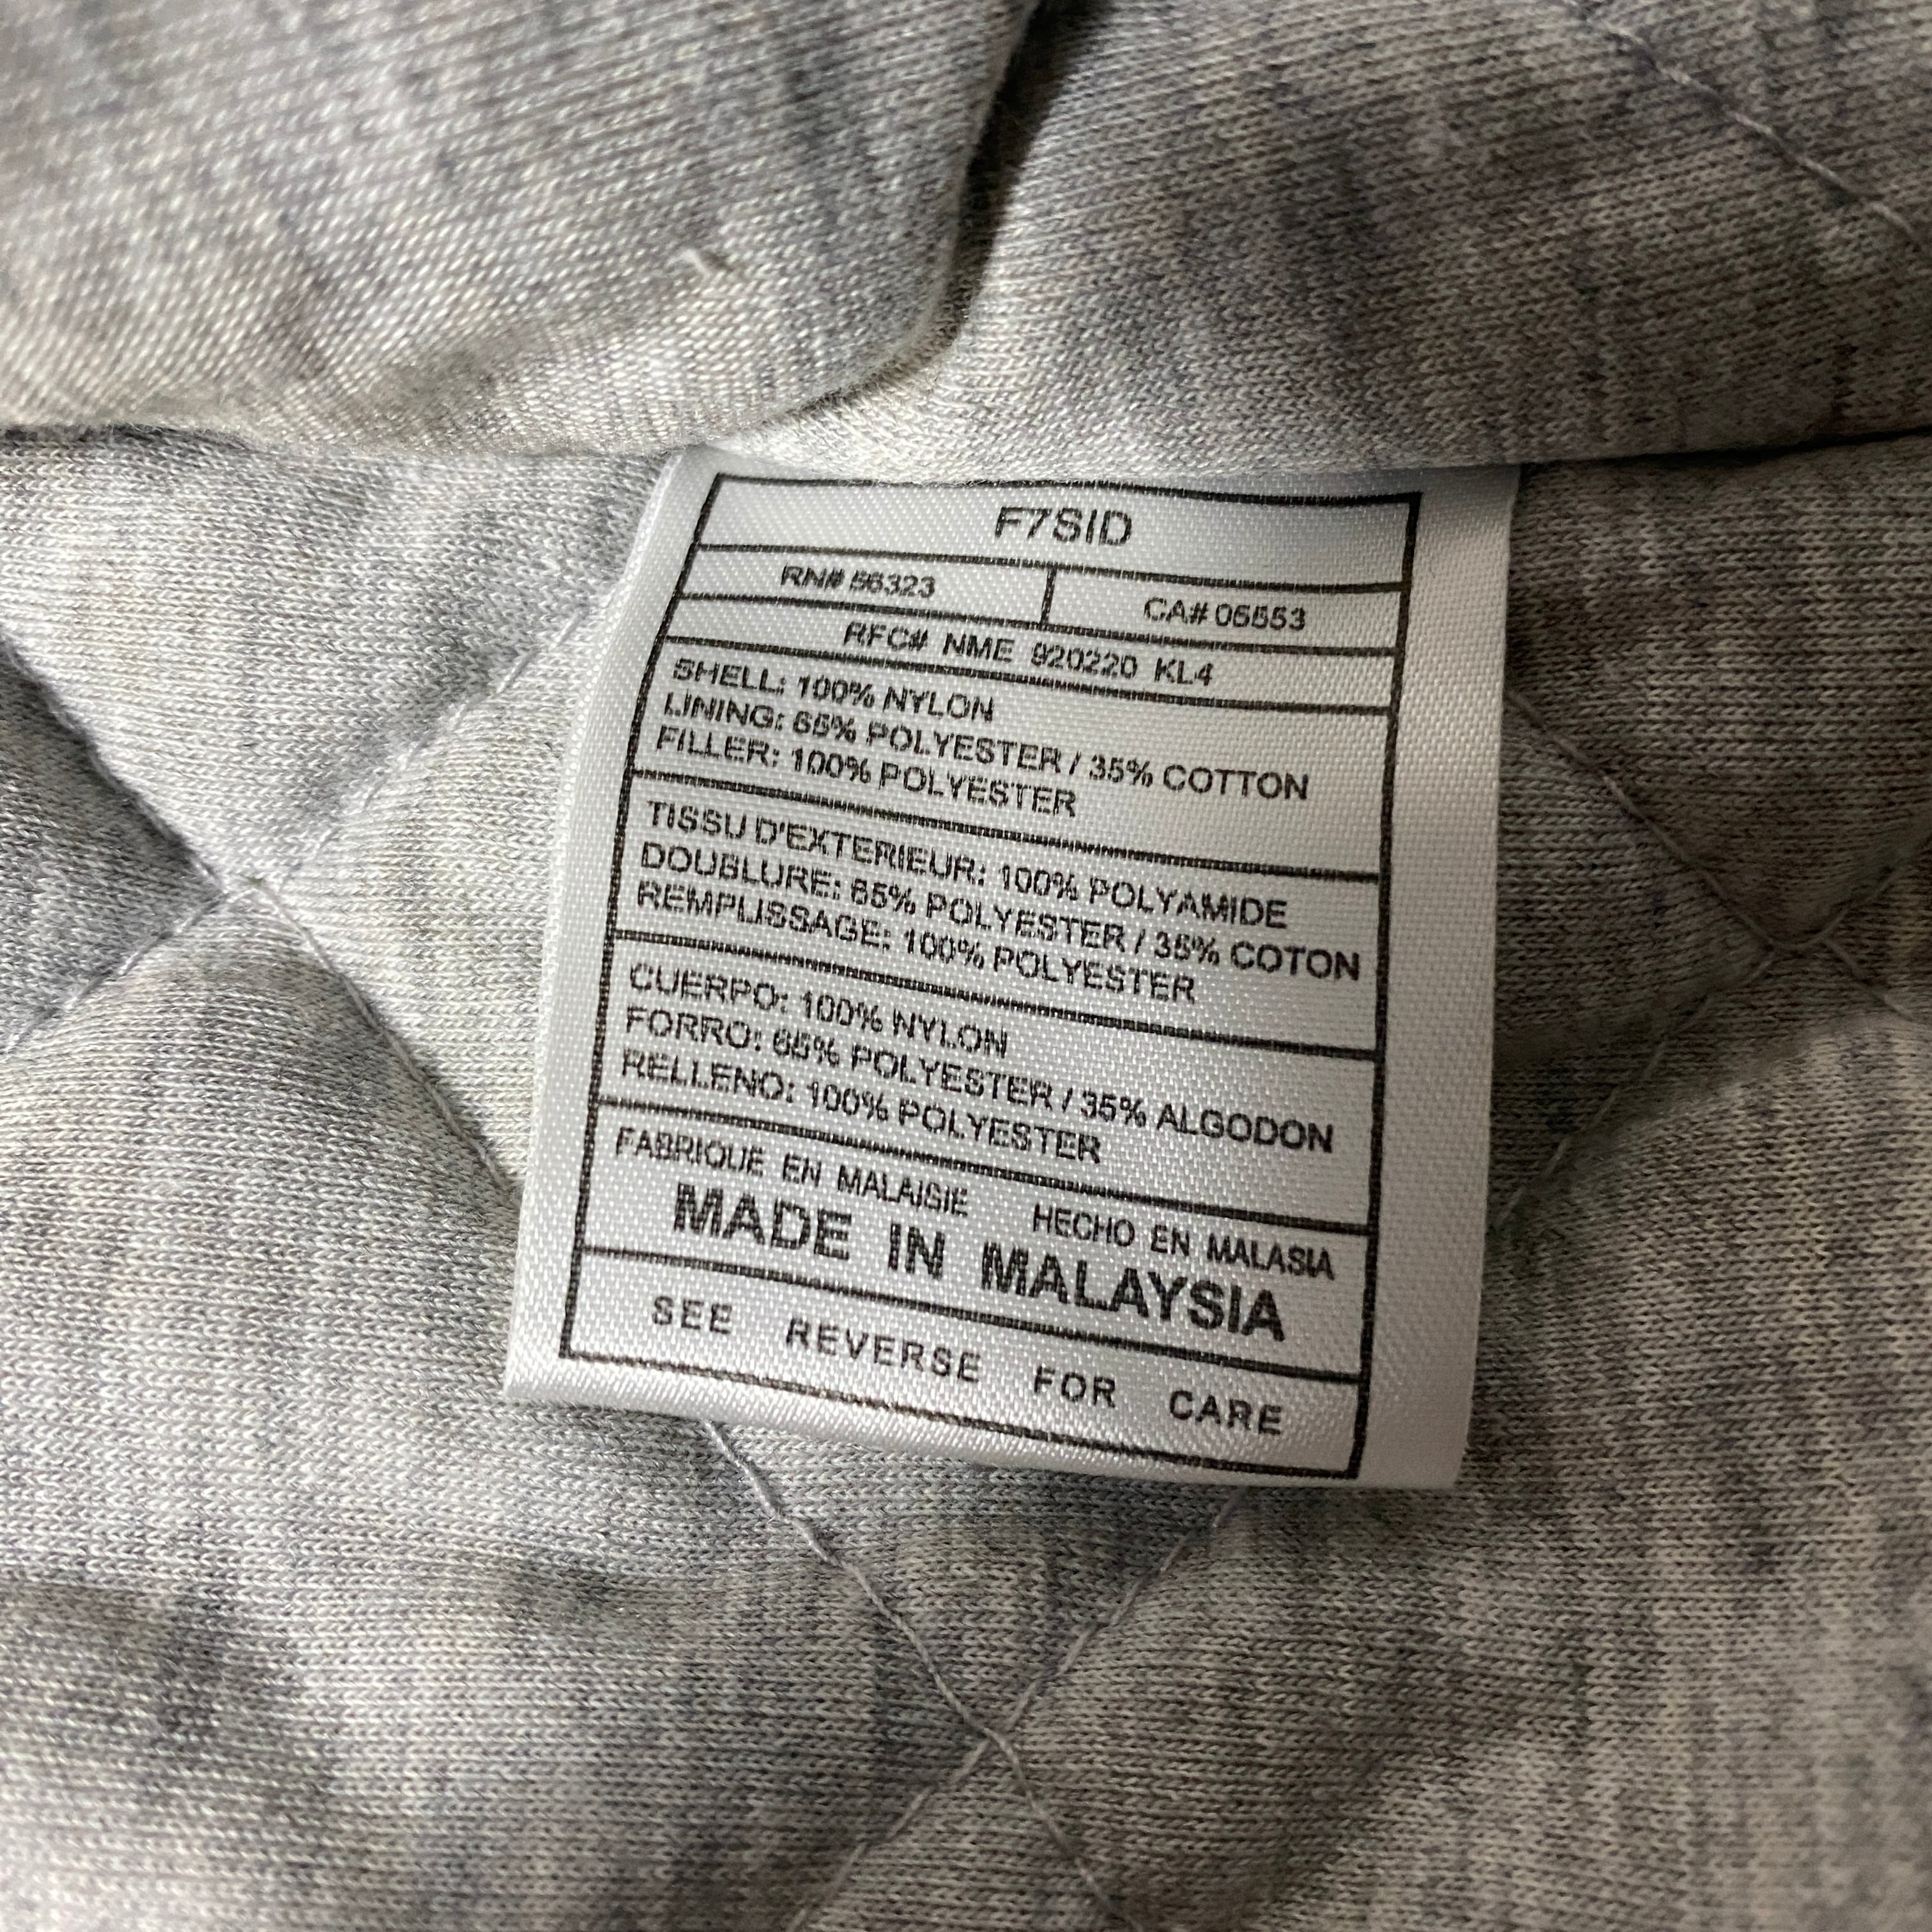 F7SID
RN# 56323 CA# 05553
RFC# NME 920220 KL4
SHELL: 100% NYLON
LINING: 65% POLYESTER / 35% COTTON
FILLER: 100% POLYESTER
TISSU D'EXTERIEUR: 100% POLYAMIDE
DOUBLURE: 65% POLYESTER / 35% COTON
REMPLISSAGE: 100% POLYESTER
CUERPO: 100% NYLON
FORRO: 65% POLYESTER / 35% ALGODON
RELLENO: 100% POLYESTER
FABRIQUE EN MALAISIE HECHO EN MALASIA
MADE IN MALAYSIA
SEE REVERSE FOR CARE